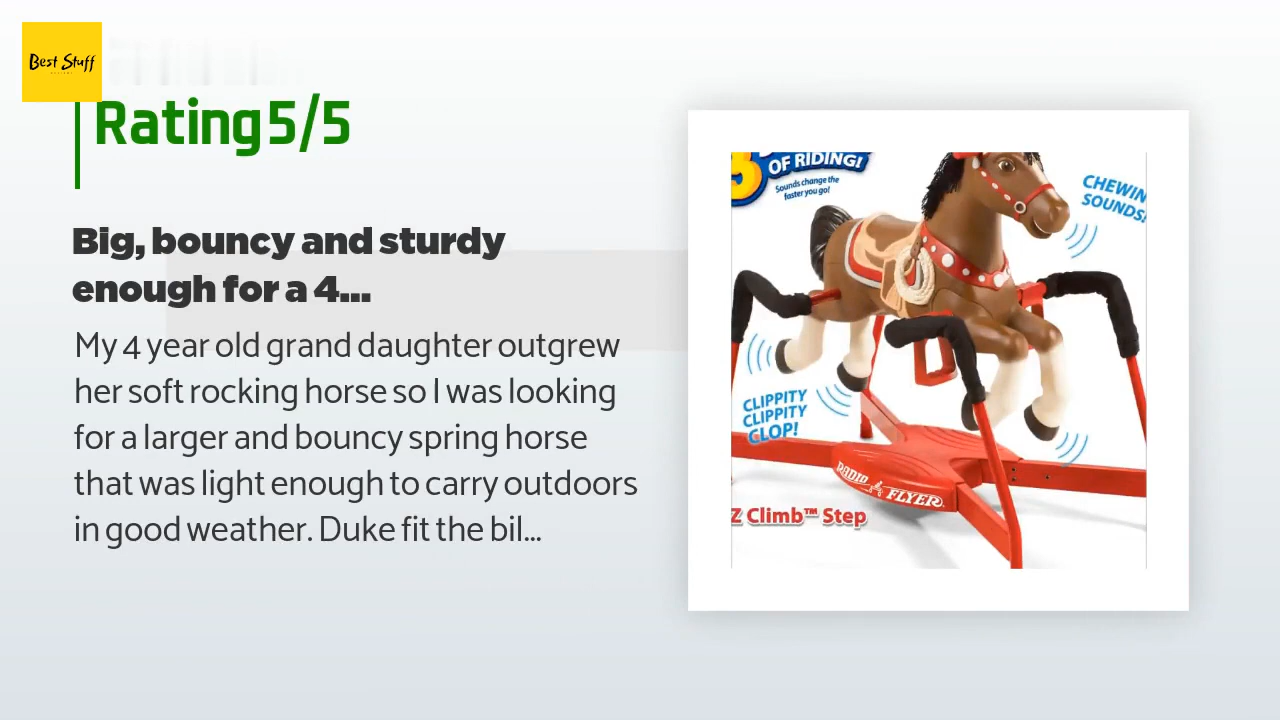 Best Stuff
Rating 5/5
Big, bouncy and sturdy
enough for a 4...
My 4 year old grand daughter outgrew
her soft rocking horse so I was looking
for a larger and bouncy spring horse
that was light enough to carry outdoors
in good weather. Duke fit the bil...
3
OF RIDING!
Sounds change the
faster you go!
CHEWIN
SOUNDS!
CLIPPITY
CLIPPITY
CLOP!
RADIO FLYER
Z Climb™ Step